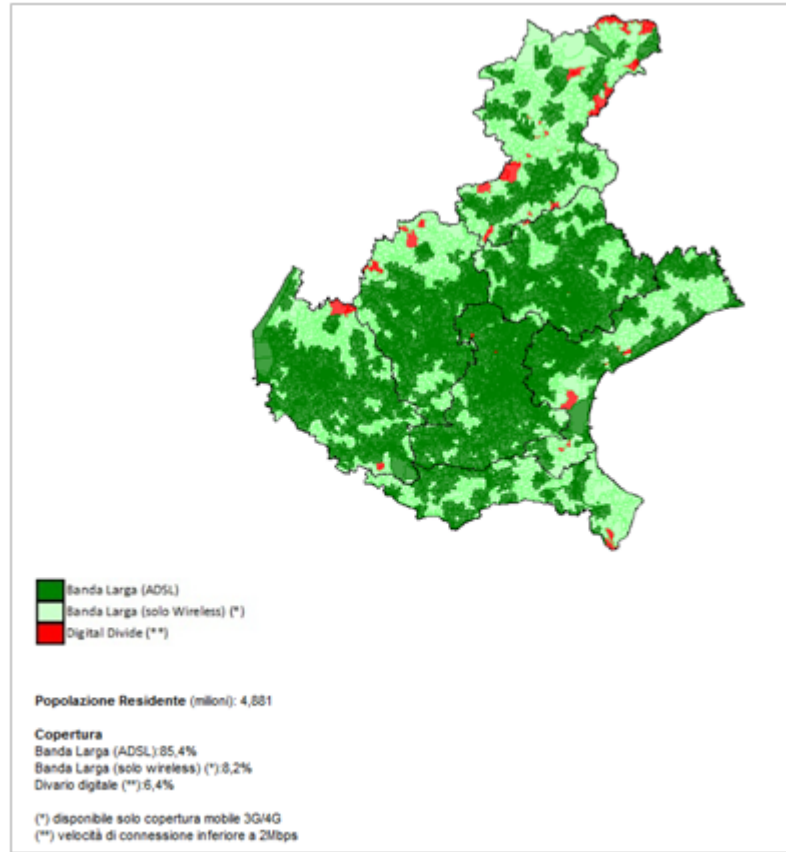 Banda Larga (ADSL)
Banda Larga (solo Wireless) (*)
Digital Divide (**)
Popolazione Residente (milioni): 4,881
Copertura
Banda Larga (ADSL):85,4%
Banda Larga (solo wireless) (*):8,2%
Divario digitale (**):6,4%
(*) disponibile solo copertura mobile 3G/4G
(**) velocità di connessione inferiore a 2Mbps